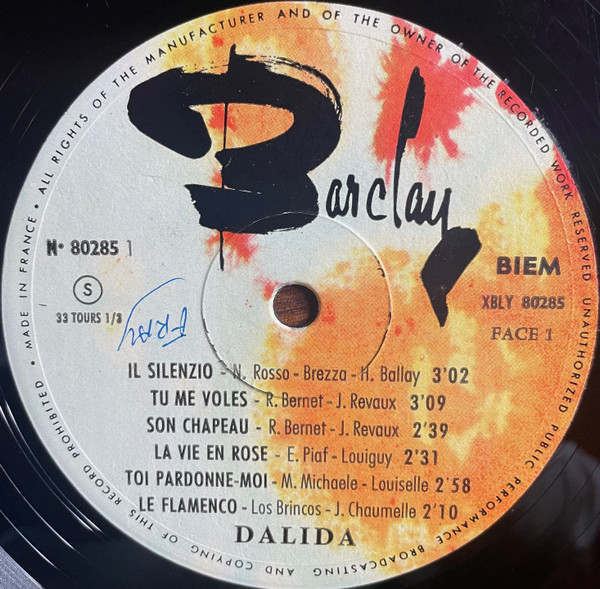 MADE IN FRANCE • ALL RIGHTS OF THE MANUFACTURER AND OF THE OWNER OF THE RECORDED WORK RESERVED UNAUTHORIZED PUBLIC PERFORMANCE BROADCASTING AND COPYING OF THIS RECORD PROHIBITED •
Barclay
N• 80285 1
BIEM
S
XBLY 80285
33 TOURS 1/3
FACE 1
IL SILENZIO - N. Rosso - Brezza - H. Ballay 3'02
TU ME VOLES - R. Bernet - J. Revaux 3'09
SON CHAPEAU - R. Bernet - J. Revaux 2'39
LA VIE EN ROSE - E. Piaf - Louiguy 2'31
TOI PARDONNE-MOI - M. Michaele - Louiselle 2'58
LE FLAMENCO - Los Brincos - J. Chaumelle 2'10
DALIDA